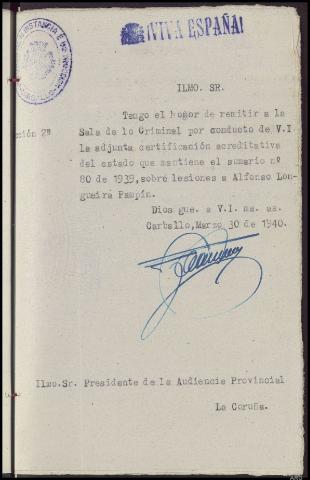 ¡VIVA ESPAÑA!
ILMO. SR.
Tengo el honor de remitir a la
ción 2ª
Sala de lo Criminal por conducto de V.I
la adjunta certificación acreditativa
del estado que mantiene el sumario nº
80 de 1939, sobre lesiones a Alfonso Lon-
gueira Pampín.
Dios gue. a V.I. ms. as.
Carballo, Marzo 30 de 1940.
Ilmo.Sr. Presidente de la Audiencia Provincial
La Coruña.